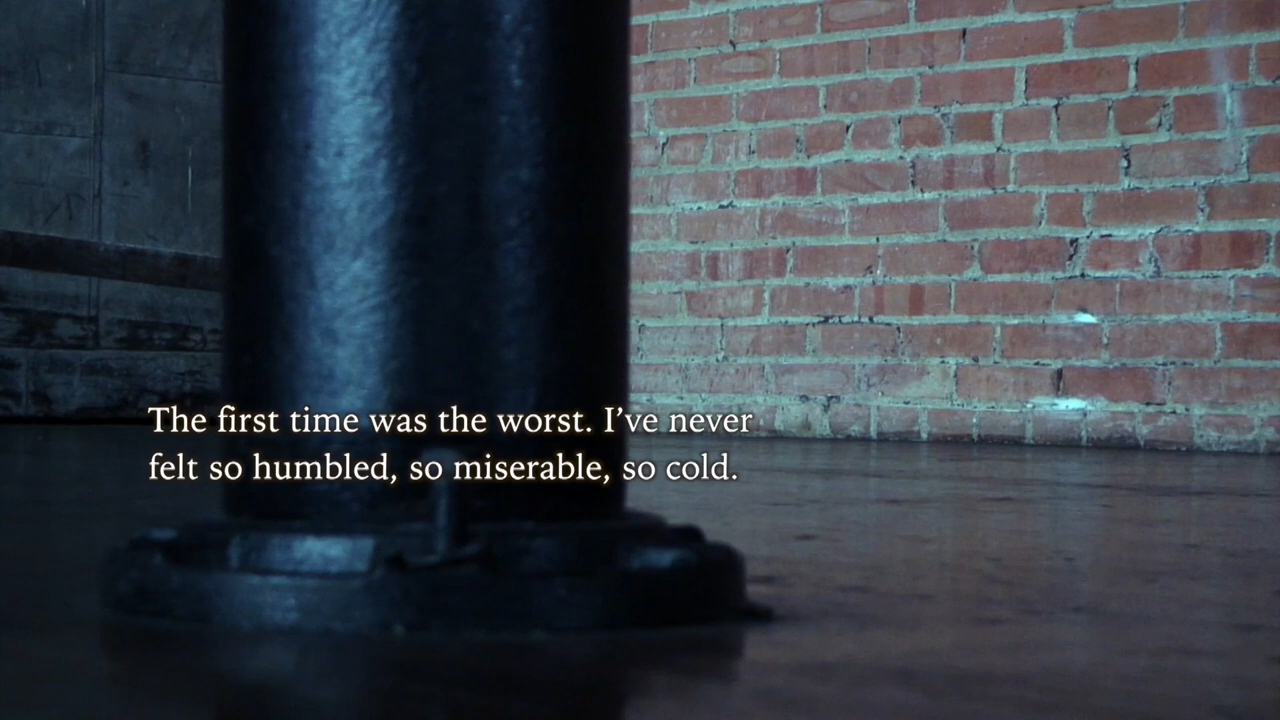 The first time was the worst. I’ve never
felt so humbled, so miserable, so cold.